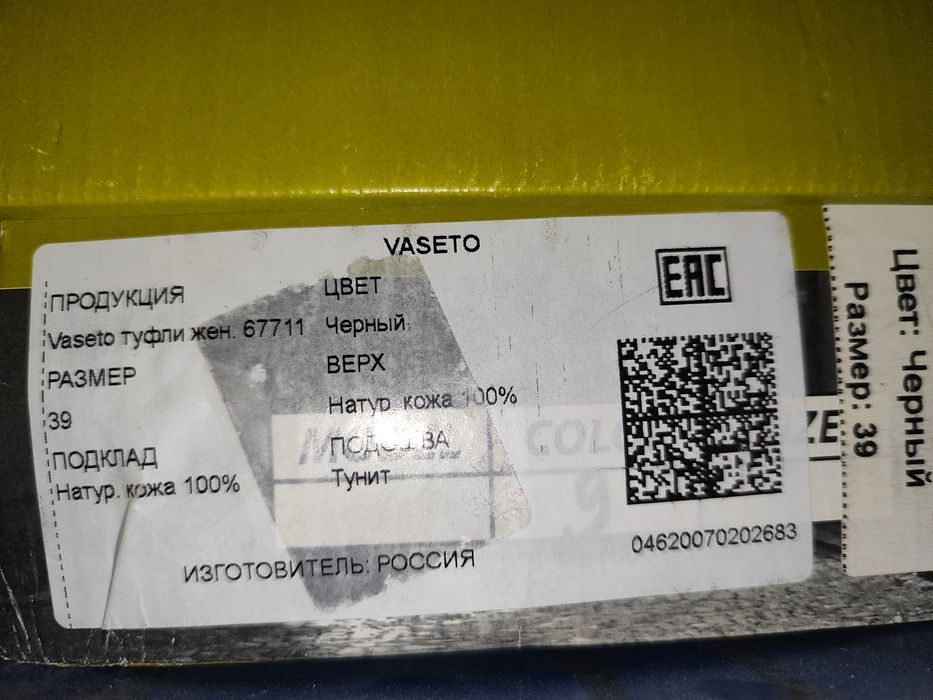 VASETO
EAC
ПРОДУКЦИЯ
Vaseto туфли жен. 67711
РАЗМЕР
39
ПОДКЛАД
Натур. кожа 100%
ЦВЕТ
Черный
ВЕРХ
Натур. кожа 100%
ПОДОШВА
Тунит
ИЗГОТОВИТЕЛЬ: РОССИЯ
04620070202683
Цвет: Черный
Размер: 39